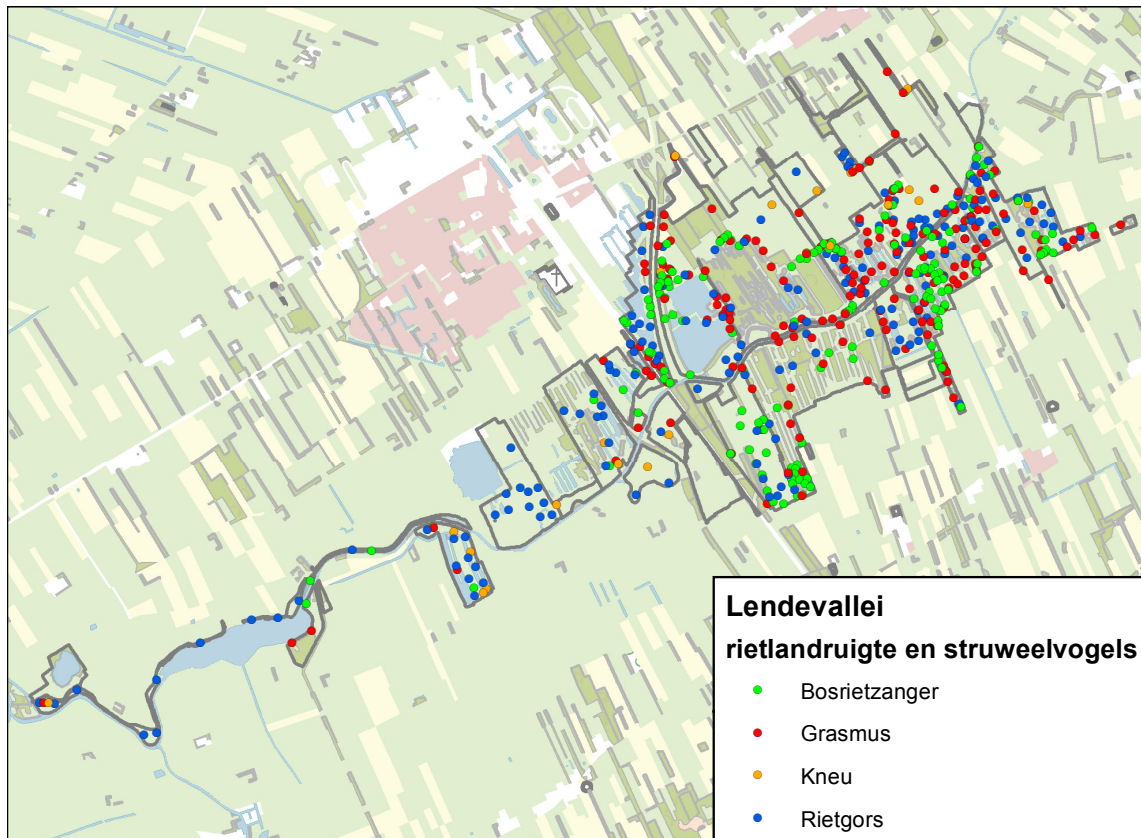 Lendevallei
rietlandruigte en struweelvogels
Bosrietzanger
Grasmus
Kneu
Rietgors